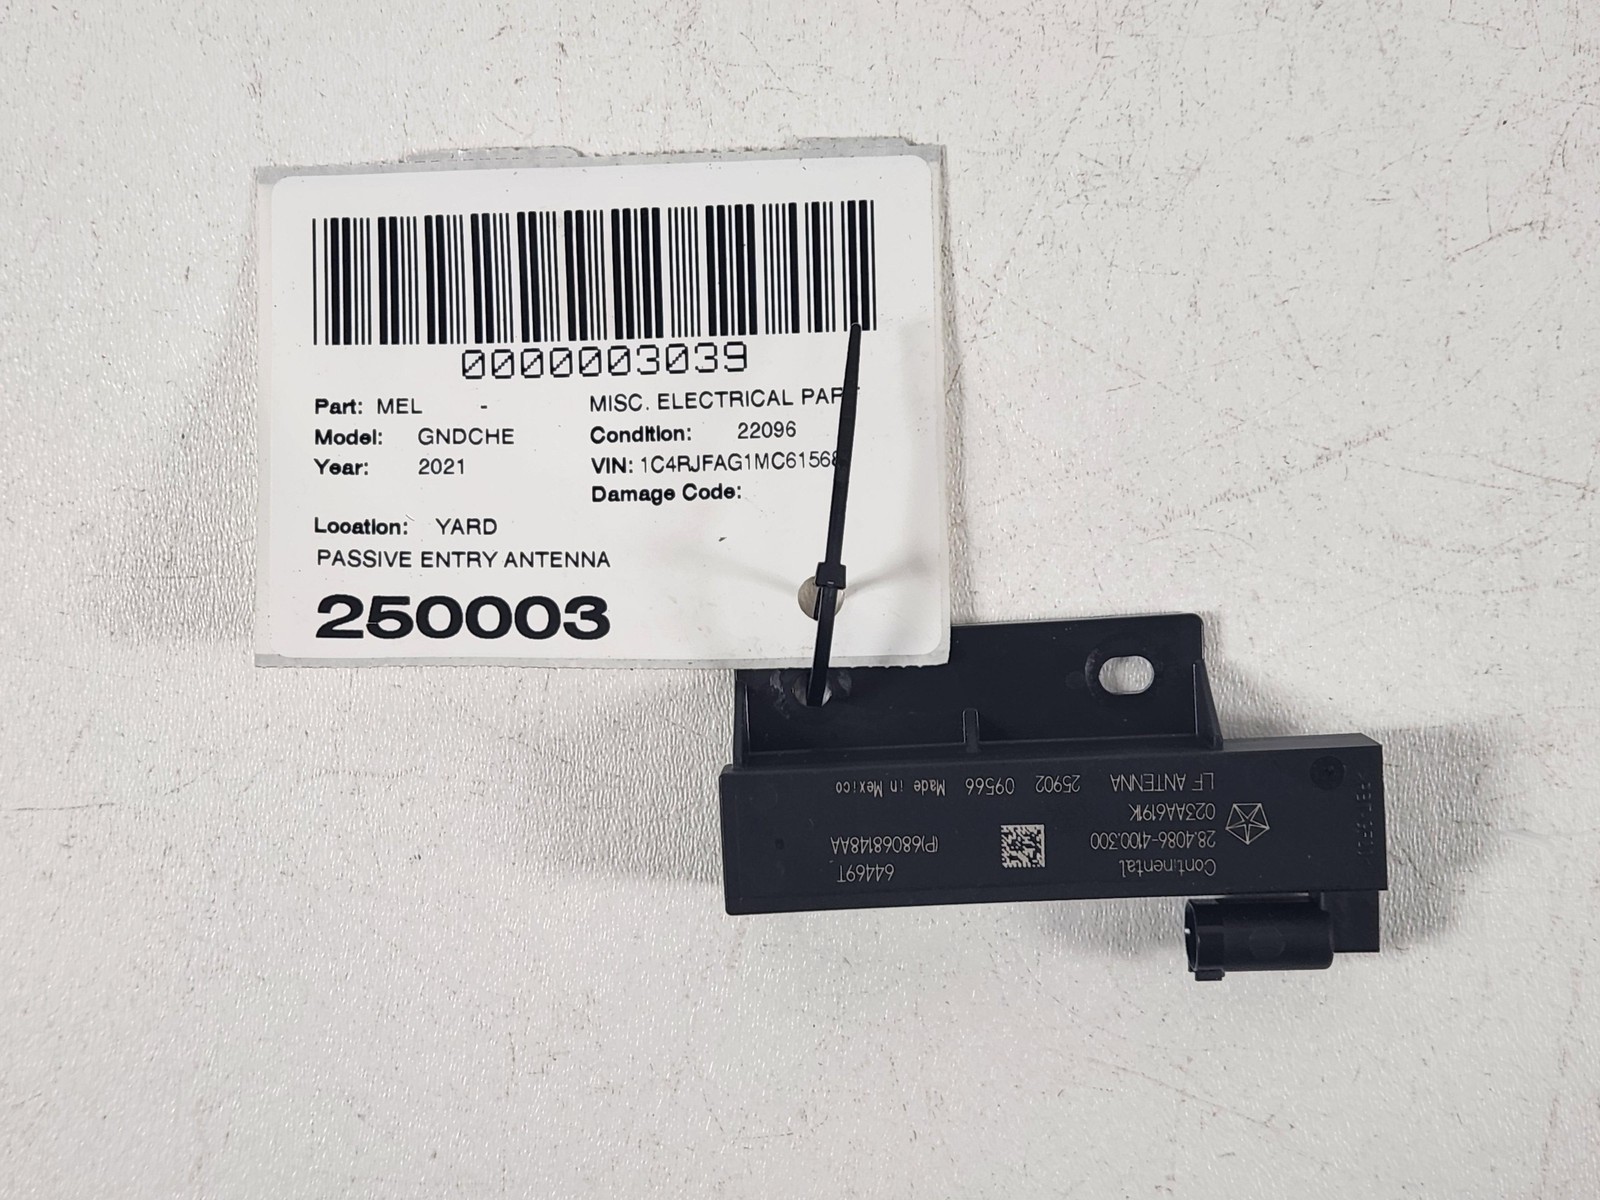 0000003039
Part: MEL - MISC. ELECTRICAL PART
Model: GNDCHE Condition: 22096
Year: 2021 VIN: 1C4RJFAG1MC61568
Damage Code:
Location: YARD
PASSIVE ENTRY ANTENNA
250003
Continental 64469T
28.4086-4100.300 (P)68068148AA
023AA6191K
LF ANTENNA 25902 09566 Made in Mexico